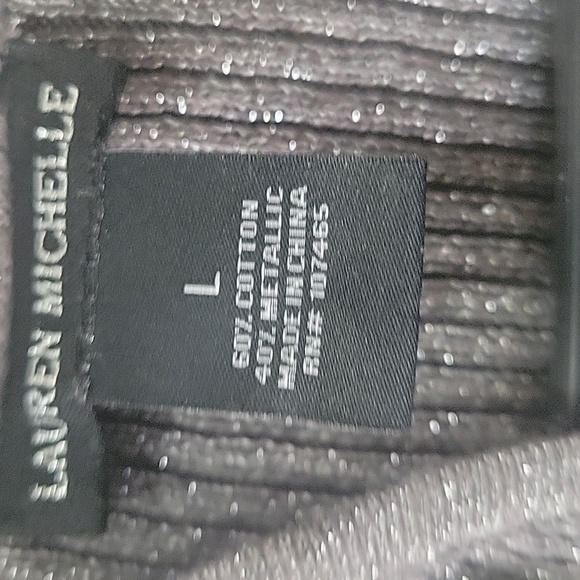 LAUREN MICHELLE
L
60% COTTON
40% METALLIC
MADE IN CHINA
RN# 107465